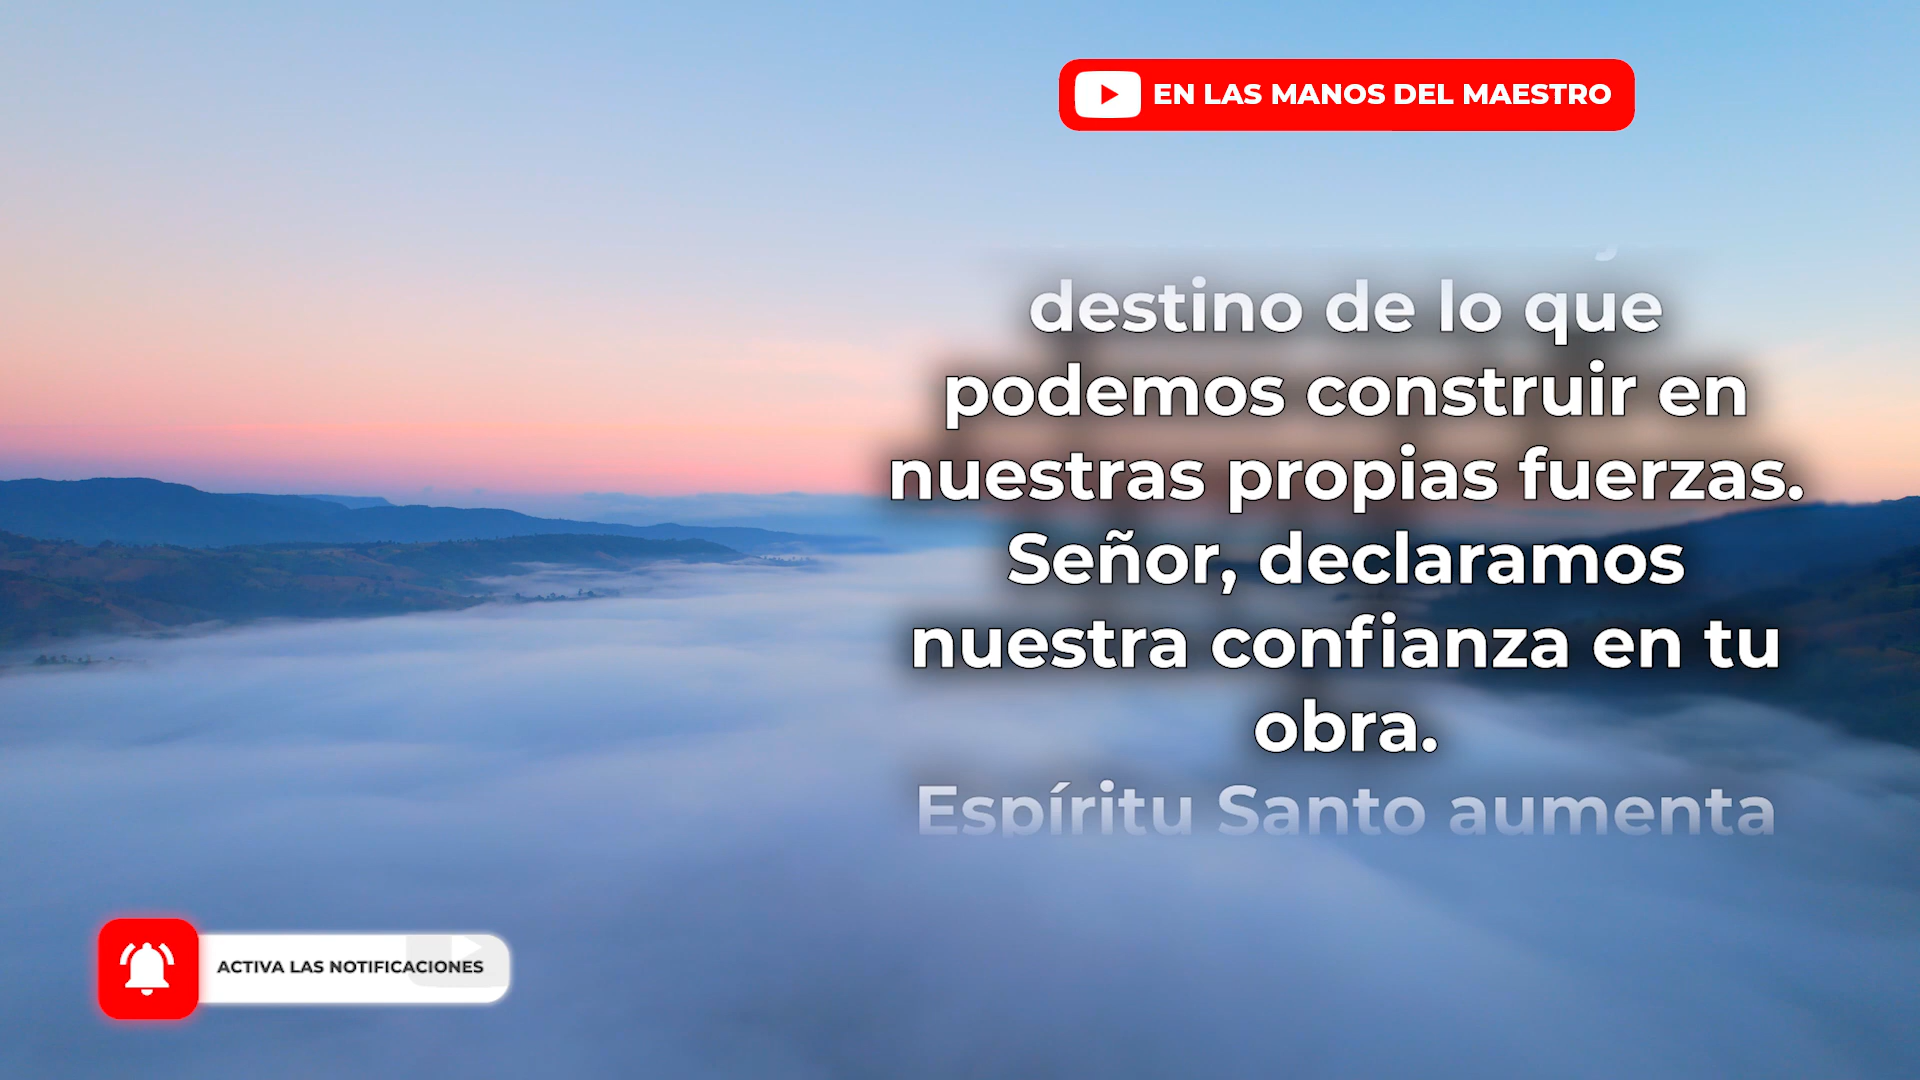 EN LAS MANOS DEL MAESTRO
destino de lo que
podemos construir en
nuestras propias fuerzas.
Señor, declaramos
nuestra confianza en tu
obra.
Espíritu Santo aumenta
ACTIVA LAS NOTIFICACIONES